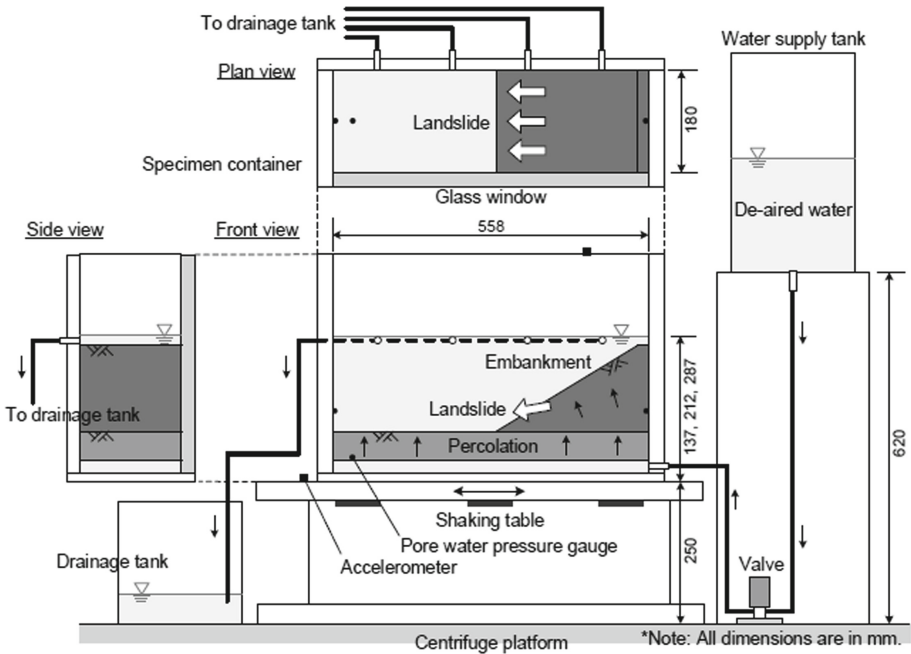 To drainage tank
Water supply tank
Plan view
Landslide
180
Specimen container
Glass window
De-aired water
Side view
Front view
558
Embankment
Landslide
To drainage tank
Percolation
137, 212, 287
620
Shaking table
Pore water pressure gauge
250
Drainage tank
Accelerometer
Valve
Centrifuge platform
*Note: All dimensions are in mm.